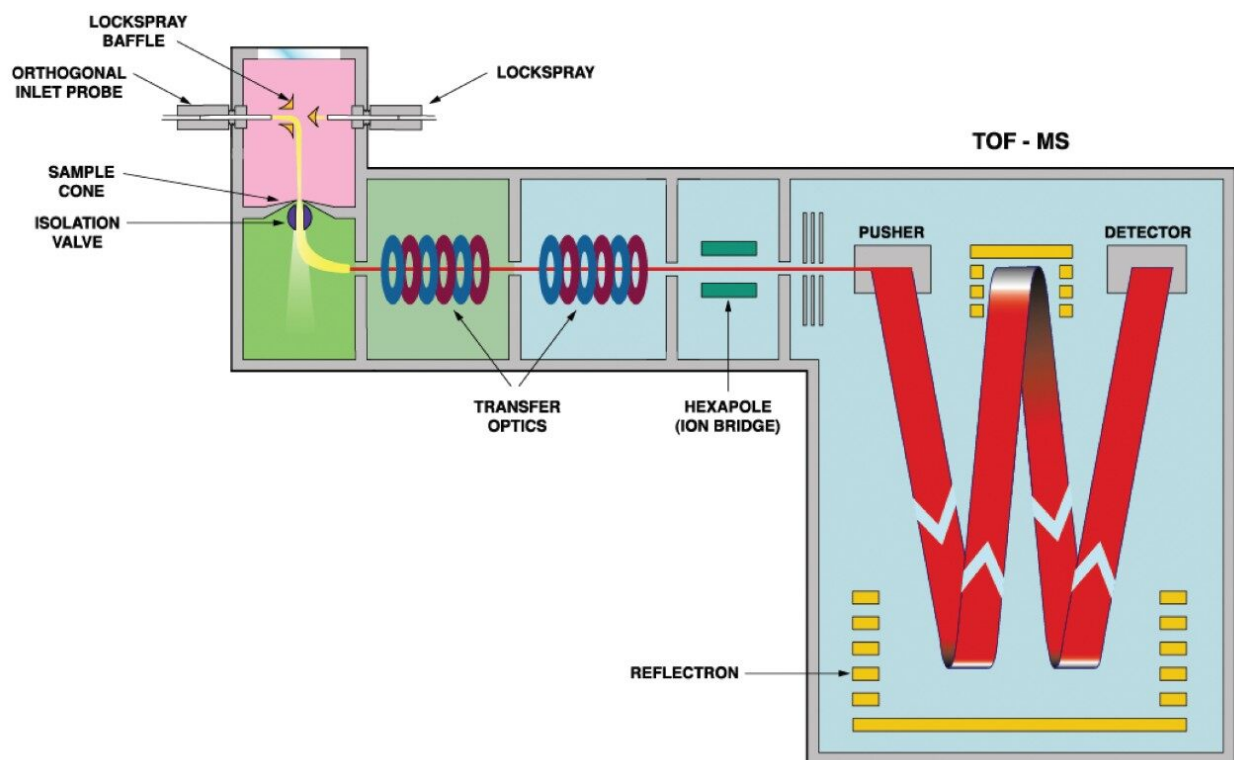 LOCKSPRAY
BAFFLE
ORTHOGONAL
INLET PROBE
LOCKSPRAY
TOF - MS
SAMPLE
CONE
ISOLATION
VALVE
PUSHER
DETECTOR
TRANSFER
OPTICS
HEXAPOLE
(ION BRIDGE)
REFLECTRON